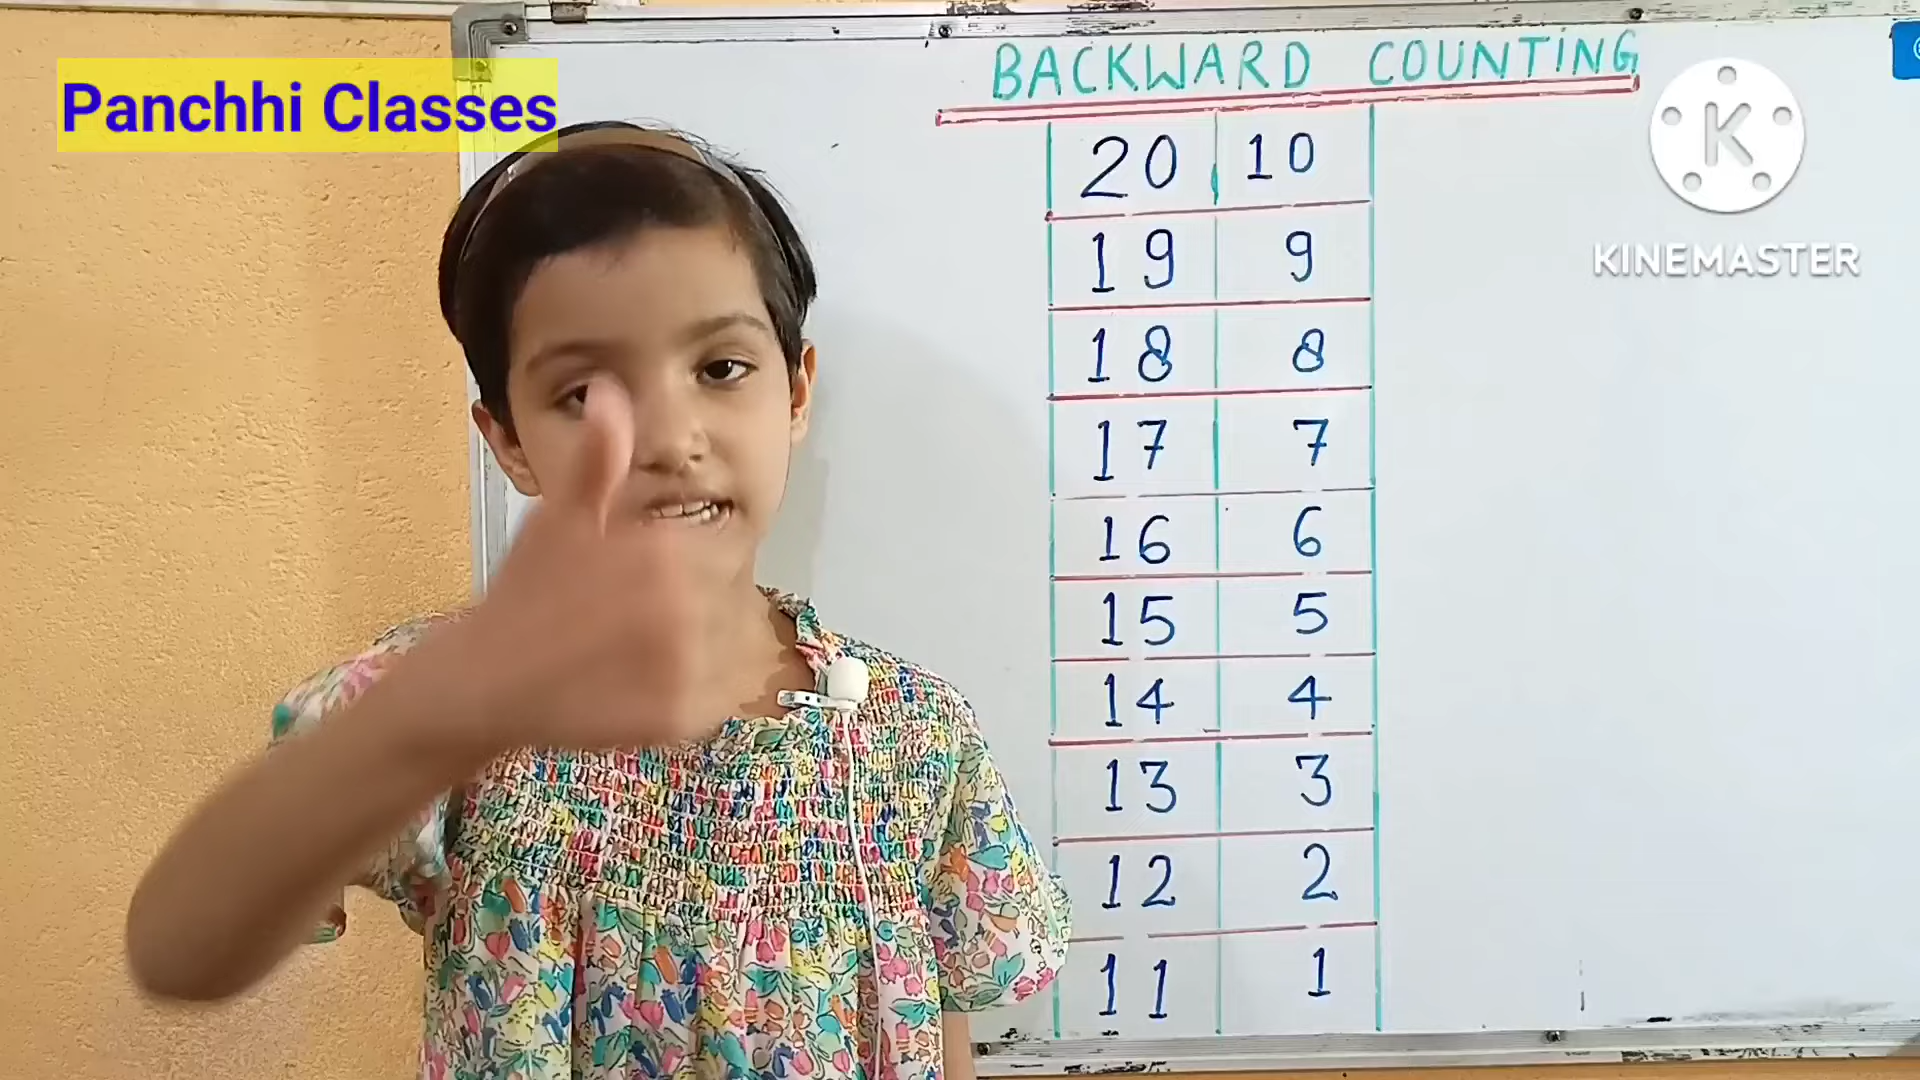 Panchhi Classes
BACKWARD COUNTING
20 10
19 9
18 8
17 7
16 6
15 5
14 4
13 3
12 2
11 1
K
KINEMASTER